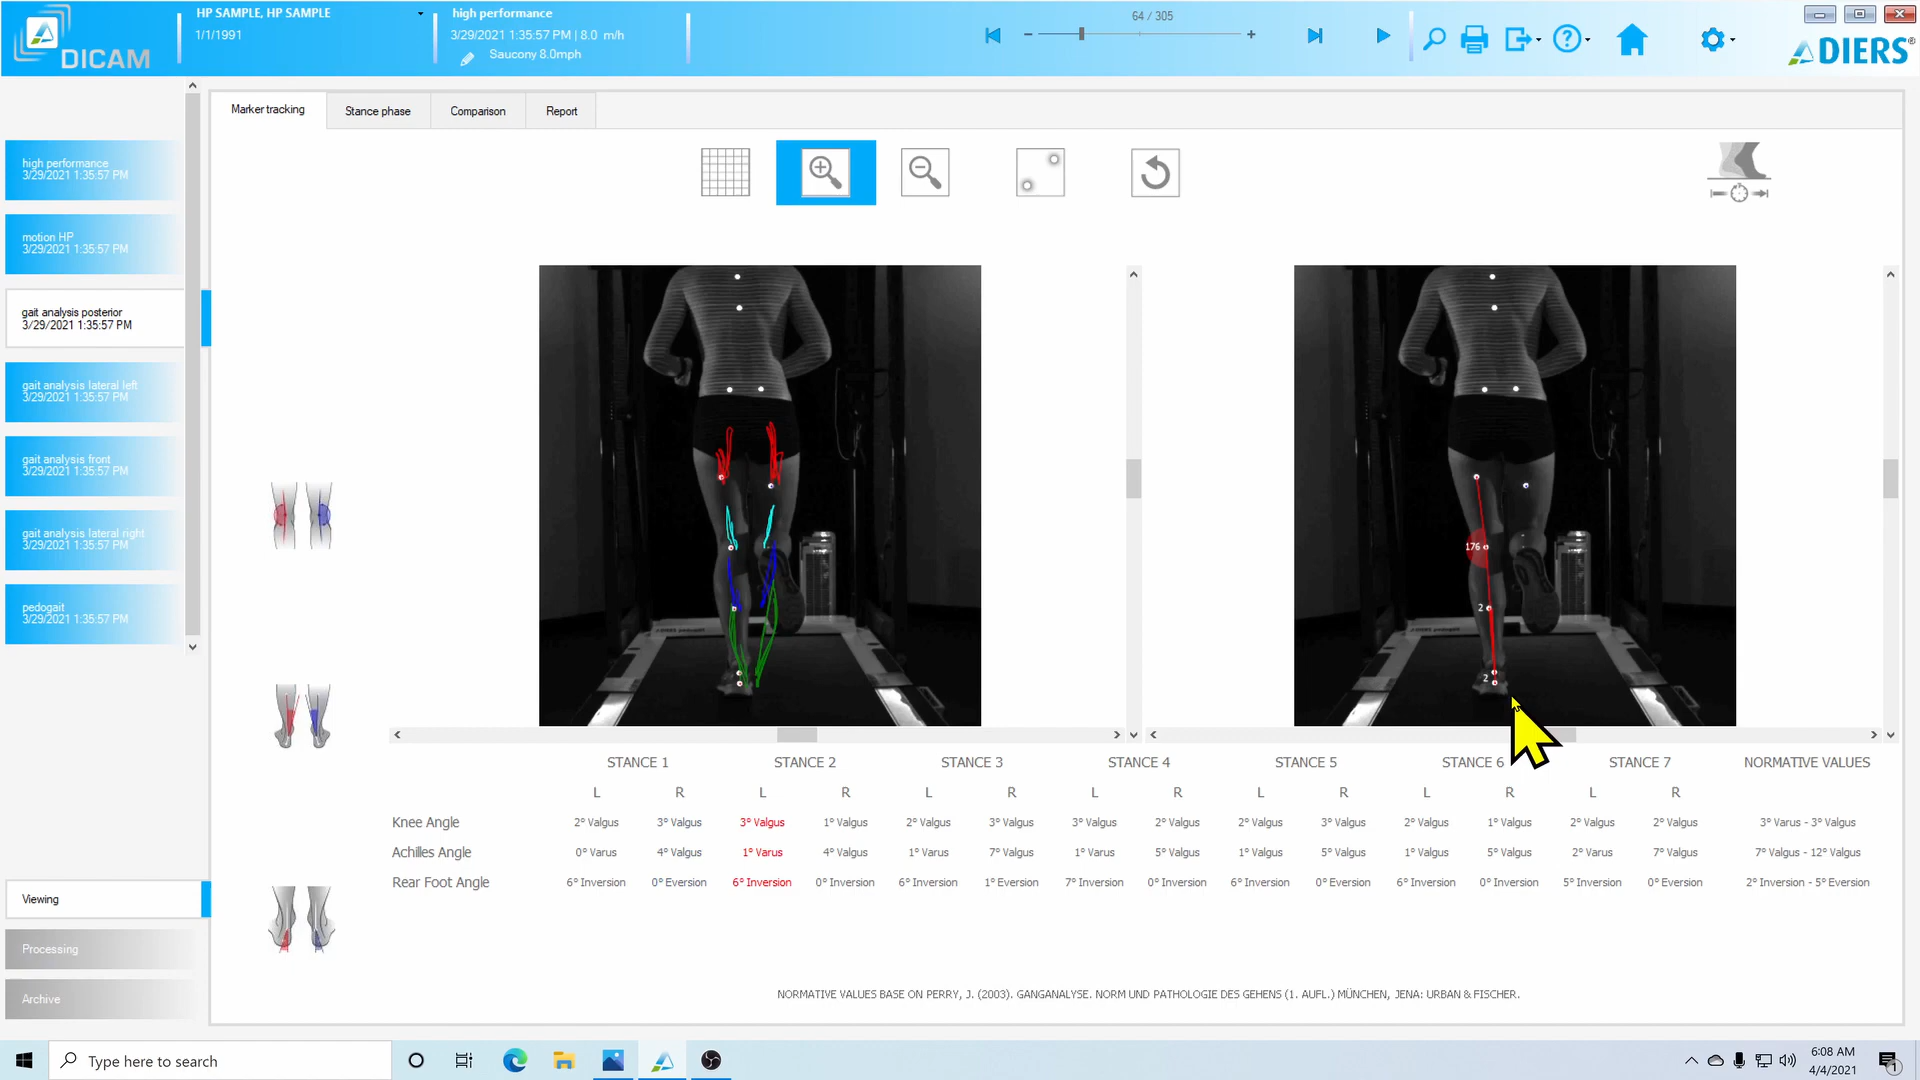 DICAM
HP SAMPLE, HP SAMPLE
1/1/1991
high performance
3/29/2021 1:35:57 PM | 8.0 m/h
Saucony 8.0mph
64 / 305
DIERS®
Marker tracking
Stance phase
Comparison
Report
high performance
3/29/2021 1:35:57 PM
motion HP
3/29/2021 1:35:57 PM
gait analysis posterior
3/29/2021 1:35:57 PM
gait analysis lateral left
3/29/2021 1:35:57 PM
gait analysis front
3/29/2021 1:35:57 PM
gait analysis lateral right
3/29/2021 1:35:57 PM
pedogait
3/29/2021 1:35:57 PM
Viewing
Processing
Archive
176
2
2
STANCE 1 STANCE 2 STANCE 3 STANCE 4 STANCE 5 STANCE 6 STANCE 7 NORMATIVE VALUES
L R L R L R L R L R L R L R
Knee Angle 2° Valgus 3° Valgus 3° Valgus 1° Valgus 2° Valgus 3° Valgus 3° Valgus 2° Valgus 2° Valgus 3° Valgus 2° Valgus 1° Valgus 2° Valgus 2° Valgus 3° Varus - 3° Valgus
Achilles Angle 0° Varus 4° Valgus 1° Varus 4° Valgus 1° Varus 7° Valgus 1° Varus 5° Valgus 1° Valgus 5° Valgus 1° Valgus 5° Valgus 2° Varus 7° Valgus 7° Valgus - 12° Valgus
Rear Foot Angle 6° Inversion 0° Eversion 6° Inversion 0° Inversion 6° Inversion 1° Eversion 7° Inversion 0° Inversion 6° Inversion 0° Eversion 6° Inversion 0° Inversion 5° Inversion 0° Eversion 2° Inversion - 5° Eversion
NORMATIVE VALUES BASE ON PERRY, J. (2003). GANGANALYSE. NORM UND PATHOLOGIE DES GEHENS (1. AUFL.) MÜNCHEN, JENA: URBAN & FISCHER.
Type here to search
6:08 AM
4/4/2021
1